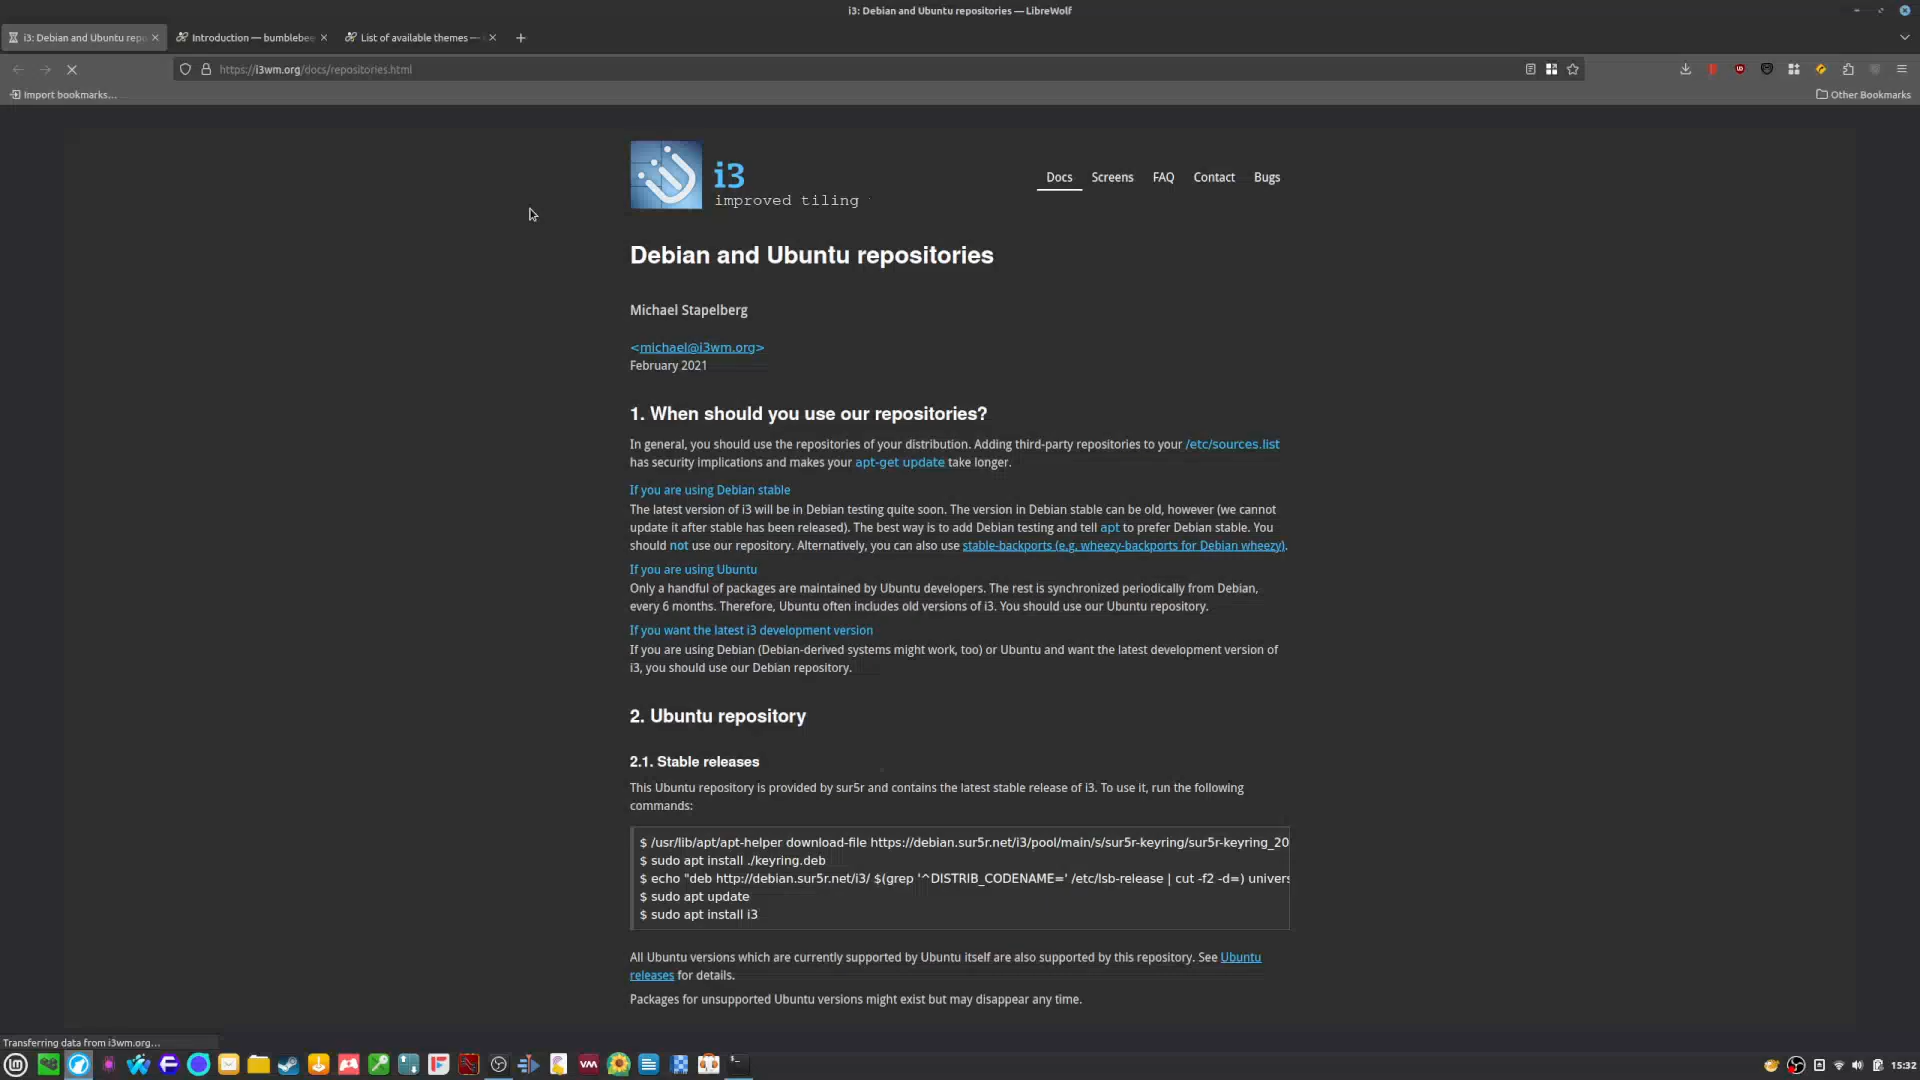 i3: Debian and Ubuntu repositories — LibreWolf
i3: Debian and Ubuntu repo
Introduction — bumblebee
List of available themes —
https://i3wm.org/docs/repositories.html
Import bookmarks...
Other Bookmarks
i3
improved tiling
Docs Screens FAQ Contact Bugs
Debian and Ubuntu repositories
Michael Stapelberg
<michael@i3wm.org>
February 2021
1. When should you use our repositories?
In general, you should use the repositories of your distribution. Adding third-party repositories to your /etc/sources.list
has security implications and makes your apt-get update take longer.
If you are using Debian stable
The latest version of i3 will be in Debian testing quite soon. The version in Debian stable can be old, however (we cannot
update it after stable has been released). The best way is to add Debian testing and tell apt to prefer Debian stable. You
should not use our repository. Alternatively, you can also use stable-backports (e.g. wheezy-backports for Debian wheezy).
If you are using Ubuntu
Only a handful of packages are maintained by Ubuntu developers. The rest is synchronized periodically from Debian,
every 6 months. Therefore, Ubuntu often includes old versions of i3. You should use our Ubuntu repository.
If you want the latest i3 development version
If you are using Debian (Debian-derived systems might work, too) or Ubuntu and want the latest development version of
i3, you should use our Debian repository.
2. Ubuntu repository
2.1. Stable releases
This Ubuntu repository is provided by sur5r and contains the latest stable release of i3. To use it, run the following
commands:
$ /usr/lib/apt/apt-helper download-file https://debian.sur5r.net/i3/pool/main/s/sur5r-keyring/sur5r-keyring_20
$ sudo apt install ./keyring.deb
$ echo "deb http://debian.sur5r.net/i3/ $(grep '^DISTRIB_CODENAME=' /etc/lsb-release | cut -f2 -d=) univers
$ sudo apt update
$ sudo apt install i3
All Ubuntu versions which are currently supported by Ubuntu itself are also supported by this repository. See Ubuntu
releases for details.
Packages for unsupported Ubuntu versions might exist but may disappear any time.
Transferring data from i3wm.org...
15:32